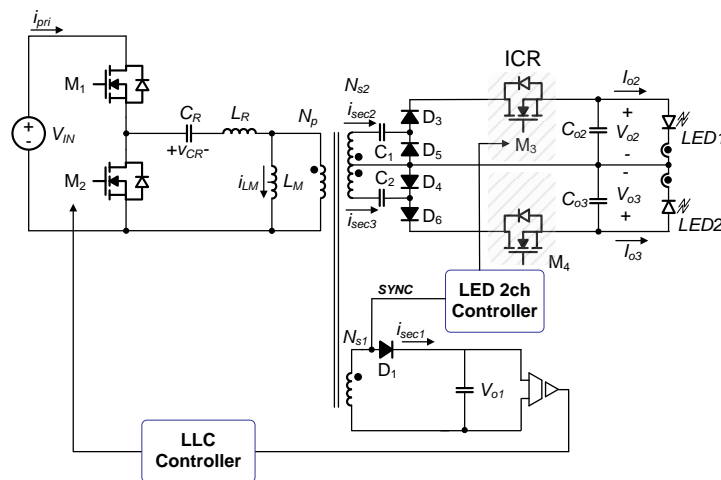 i_pri
M₁
M₂
V_IN
+
-
C_R
+v_CR-
L_R
i_LM
L_M
N_p
N_s2
i_sec2
C₁
C₂
i_sec3
D₃
D₅
D₄
D₆
ICR
M₃
M₄
I_o2
C_o2
+
V_o2
-
LED1
C_o3
-
V_o3
+
LED2
I_o3
SYNC
LED 2ch
Controller
N_s1
i_sec1
D₁
V_o1
LLC
Controller